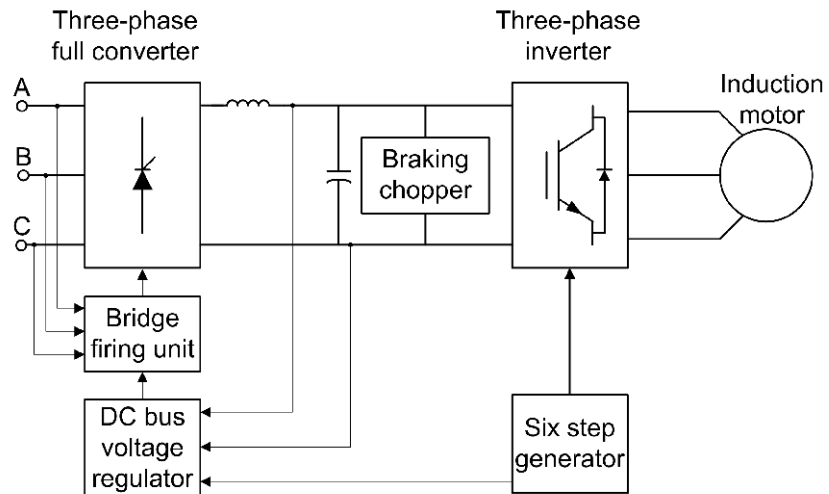 Three-phase
full converter
Three-phase
inverter
Induction
motor
A
B
C
Braking
chopper
Bridge
firing unit
DC bus
voltage
regulator
Six step
generator